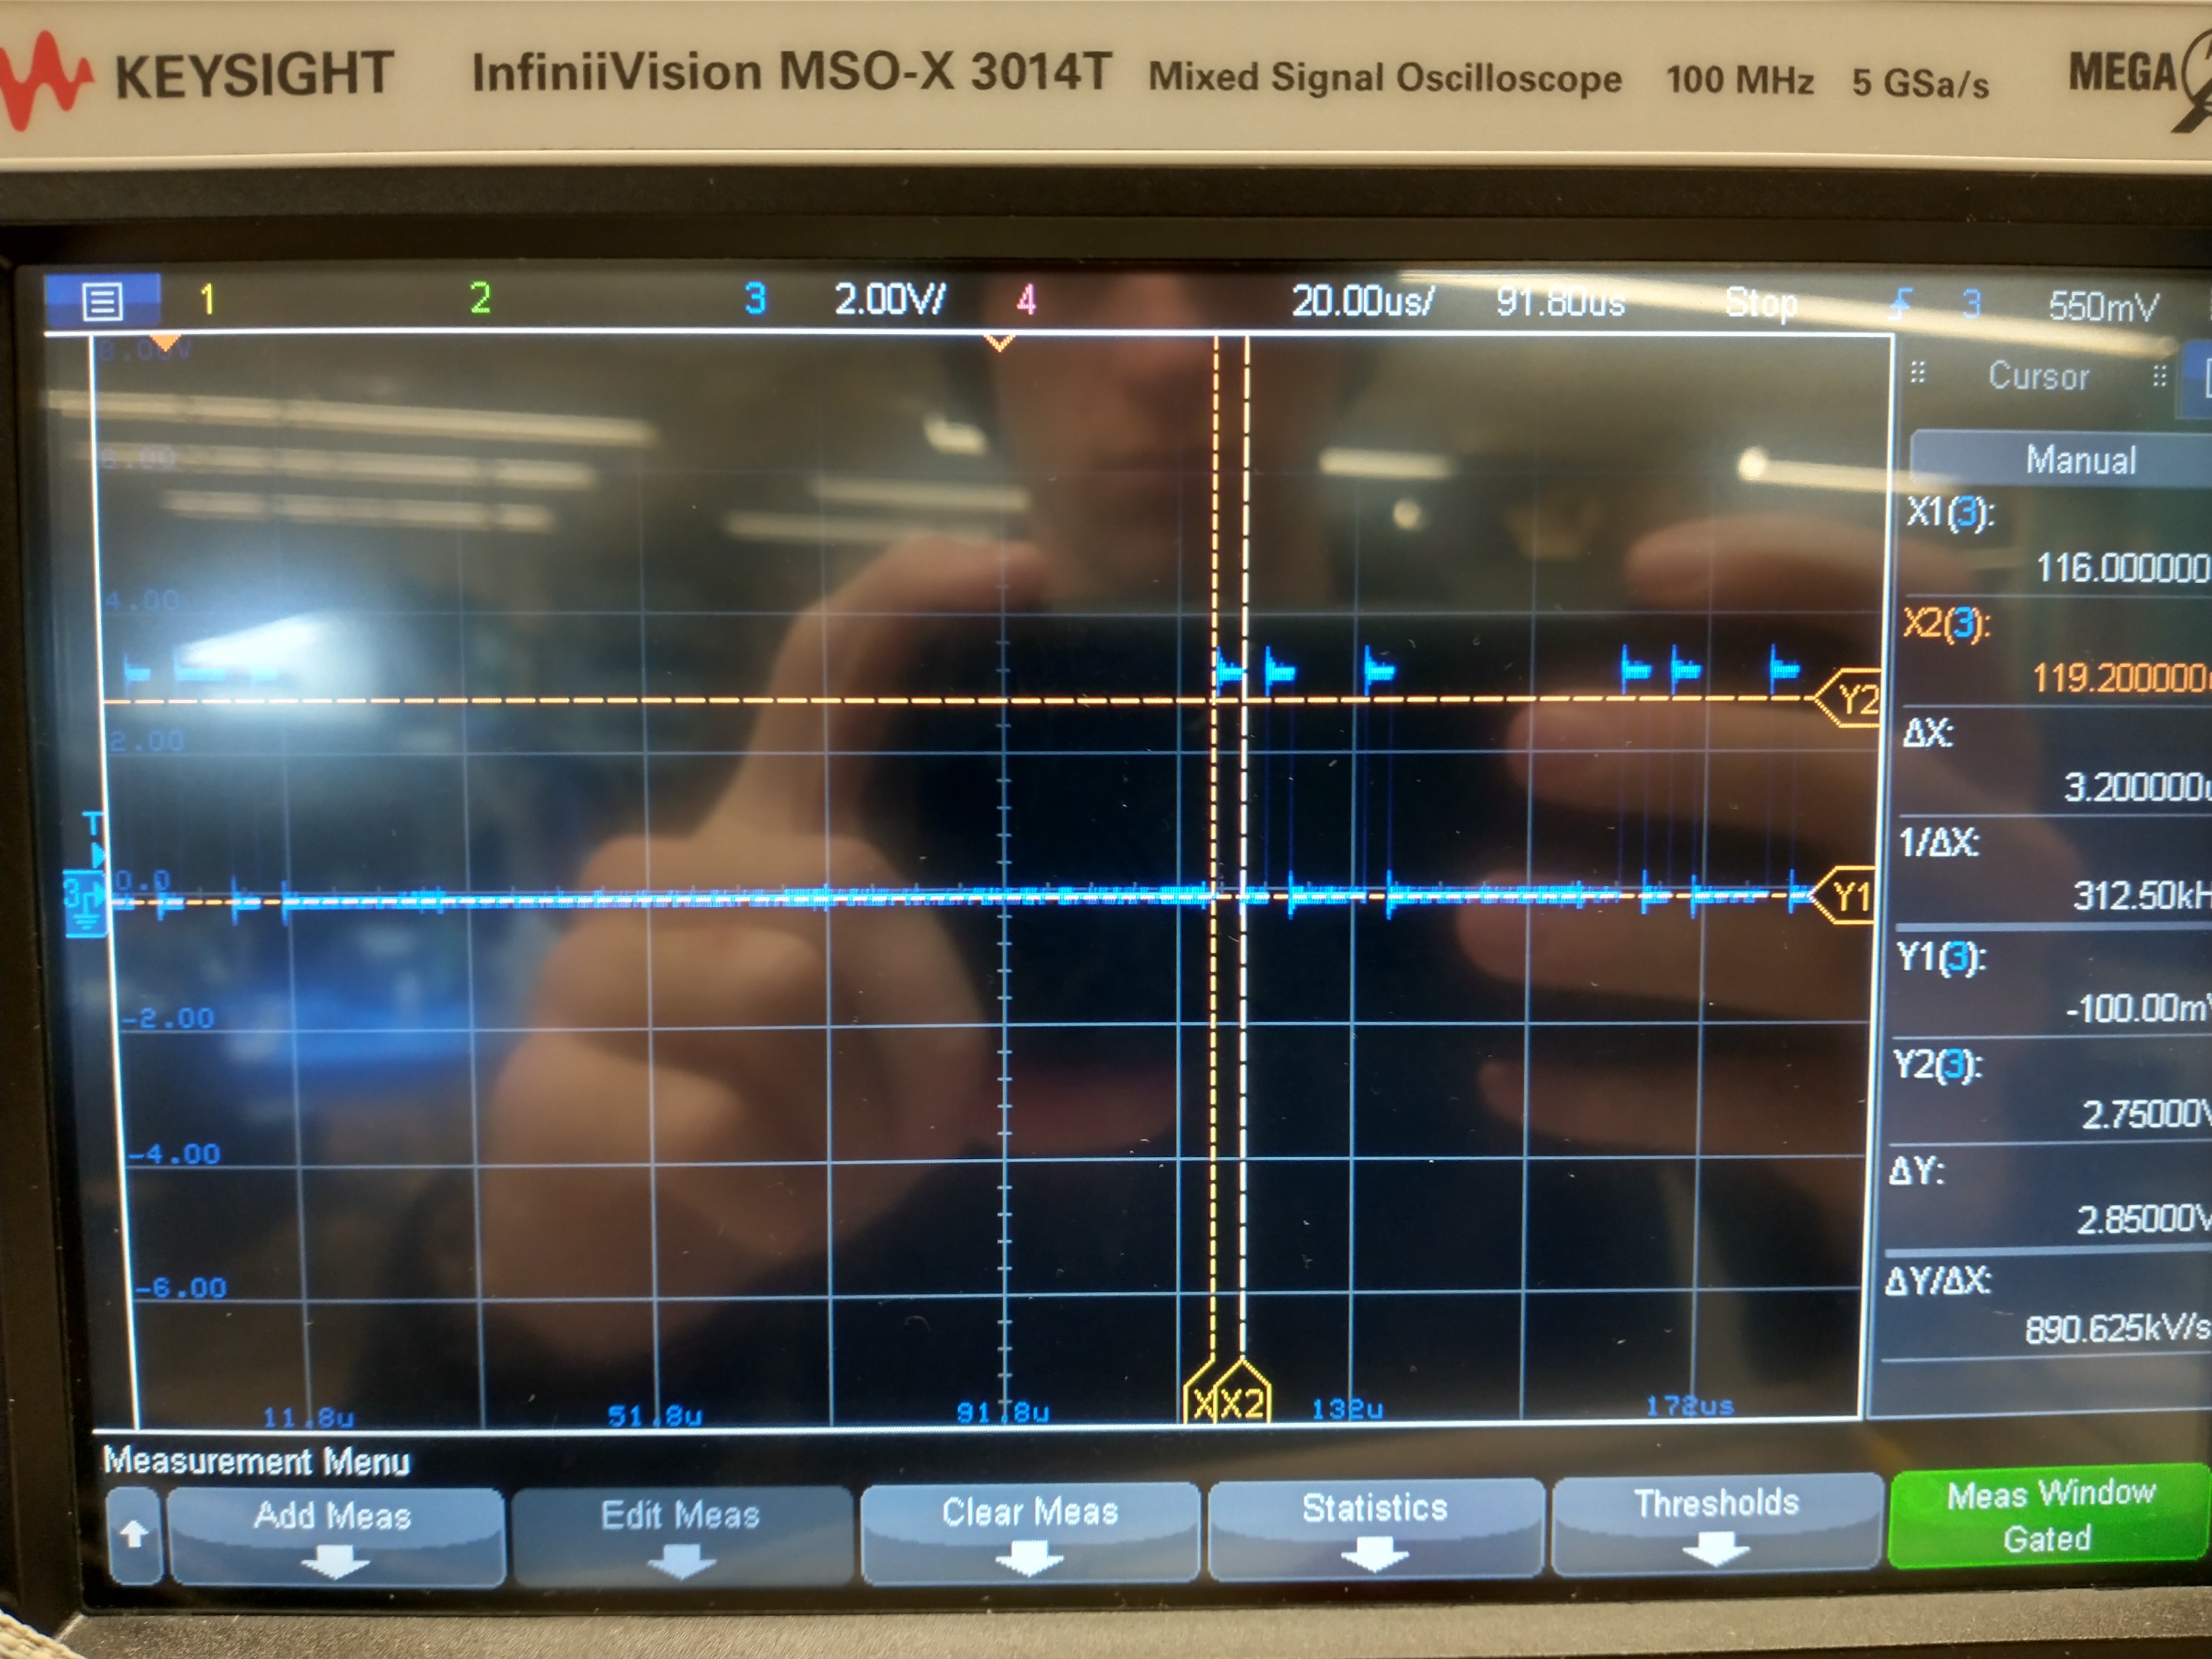 KEYSIGHT InfiniiVision MSO-X 3014T Mixed Signal Oscilloscope 100 MHz 5 GSa/s MEGA
1 2 3 2.00V/ 4 20.00us/ 91.80us Stop 3 550mV
8.00V
6.00
4.00
2.00
0.0
-2.00
-4.00
-6.00
T
3
Y2
Y1
X X2
11.8u 51.8u 91.8u 132u 172us
Cursor
Manual
X1(3):
116.000000
X2(3):
119.200000
ΔX:
3.200000u
1/ΔX:
312.50kH
Y1(3):
-100.00mV
Y2(3):
2.75000V
ΔY:
2.85000V
ΔY/ΔX:
890.625kV/s
Measurement Menu
Add Meas Edit Meas Clear Meas Statistics Thresholds Meas Window
Gated